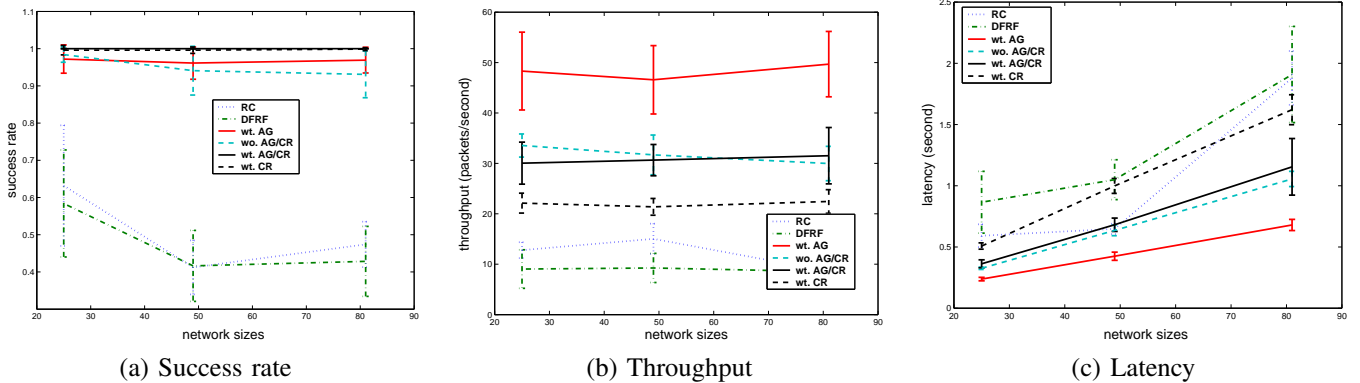 1.1
1
0.9
0.8
0.7
0.6
0.5
0.4
success rate
RC
DFRF
wt. AG
wo. AG/CR
wt. AG/CR
wt. CR
20 30 40 50 60 70 80 90
network sizes
(a) Success rate
60
50
40
30
20
10
0
throughput (packets/second)
RC
DFRF
wt. AG
wo. AG/CR
wt. AG/CR
wt. CR
20 30 40 50 60 70 80 90
network sizes
(b) Throughput
2.5
2
1.5
1
0.5
0
latency (second)
RC
DFRF
wt. AG
wo. AG/CR
wt. AG/CR
wt. CR
20 30 40 50 60 70 80 90
network sizes
(c) Latency